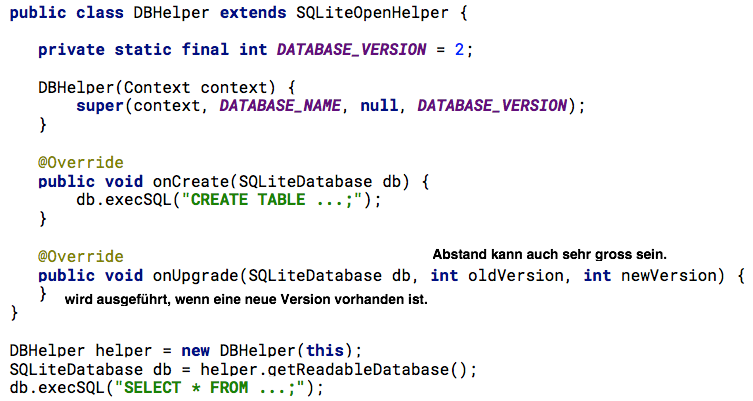 public class DBHelper extends SQLiteOpenHelper {
private static final int DATABASE_VERSION = 2;
DBHelper(Context context) {
super(context, DATABASE_NAME, null, DATABASE_VERSION);
}
@Override
public void onCreate(SQLiteDatabase db) {
db.execSQL("CREATE TABLE ...;");
}
@Override
Abstand kann auch sehr gross sein.
public void onUpgrade(SQLiteDatabase db, int oldVersion, int newVersion) {
} wird ausgeführt, wenn eine neue Version vorhanden ist.
}
DBHelper helper = new DBHelper(this);
SQLiteDatabase db = helper.getReadableDatabase();
db.execSQL("SELECT * FROM ...;");